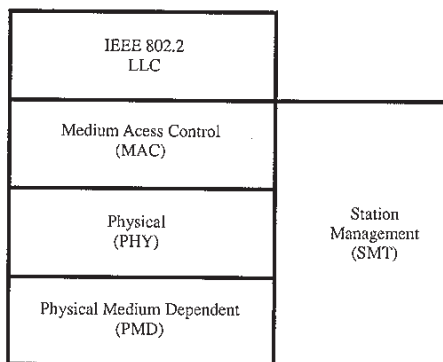 IEEE 802.2
LLC
Medium Acess Control
(MAC)
Physical
(PHY)
Physical Medium Dependent
(PMD)
Station
Management
(SMT)